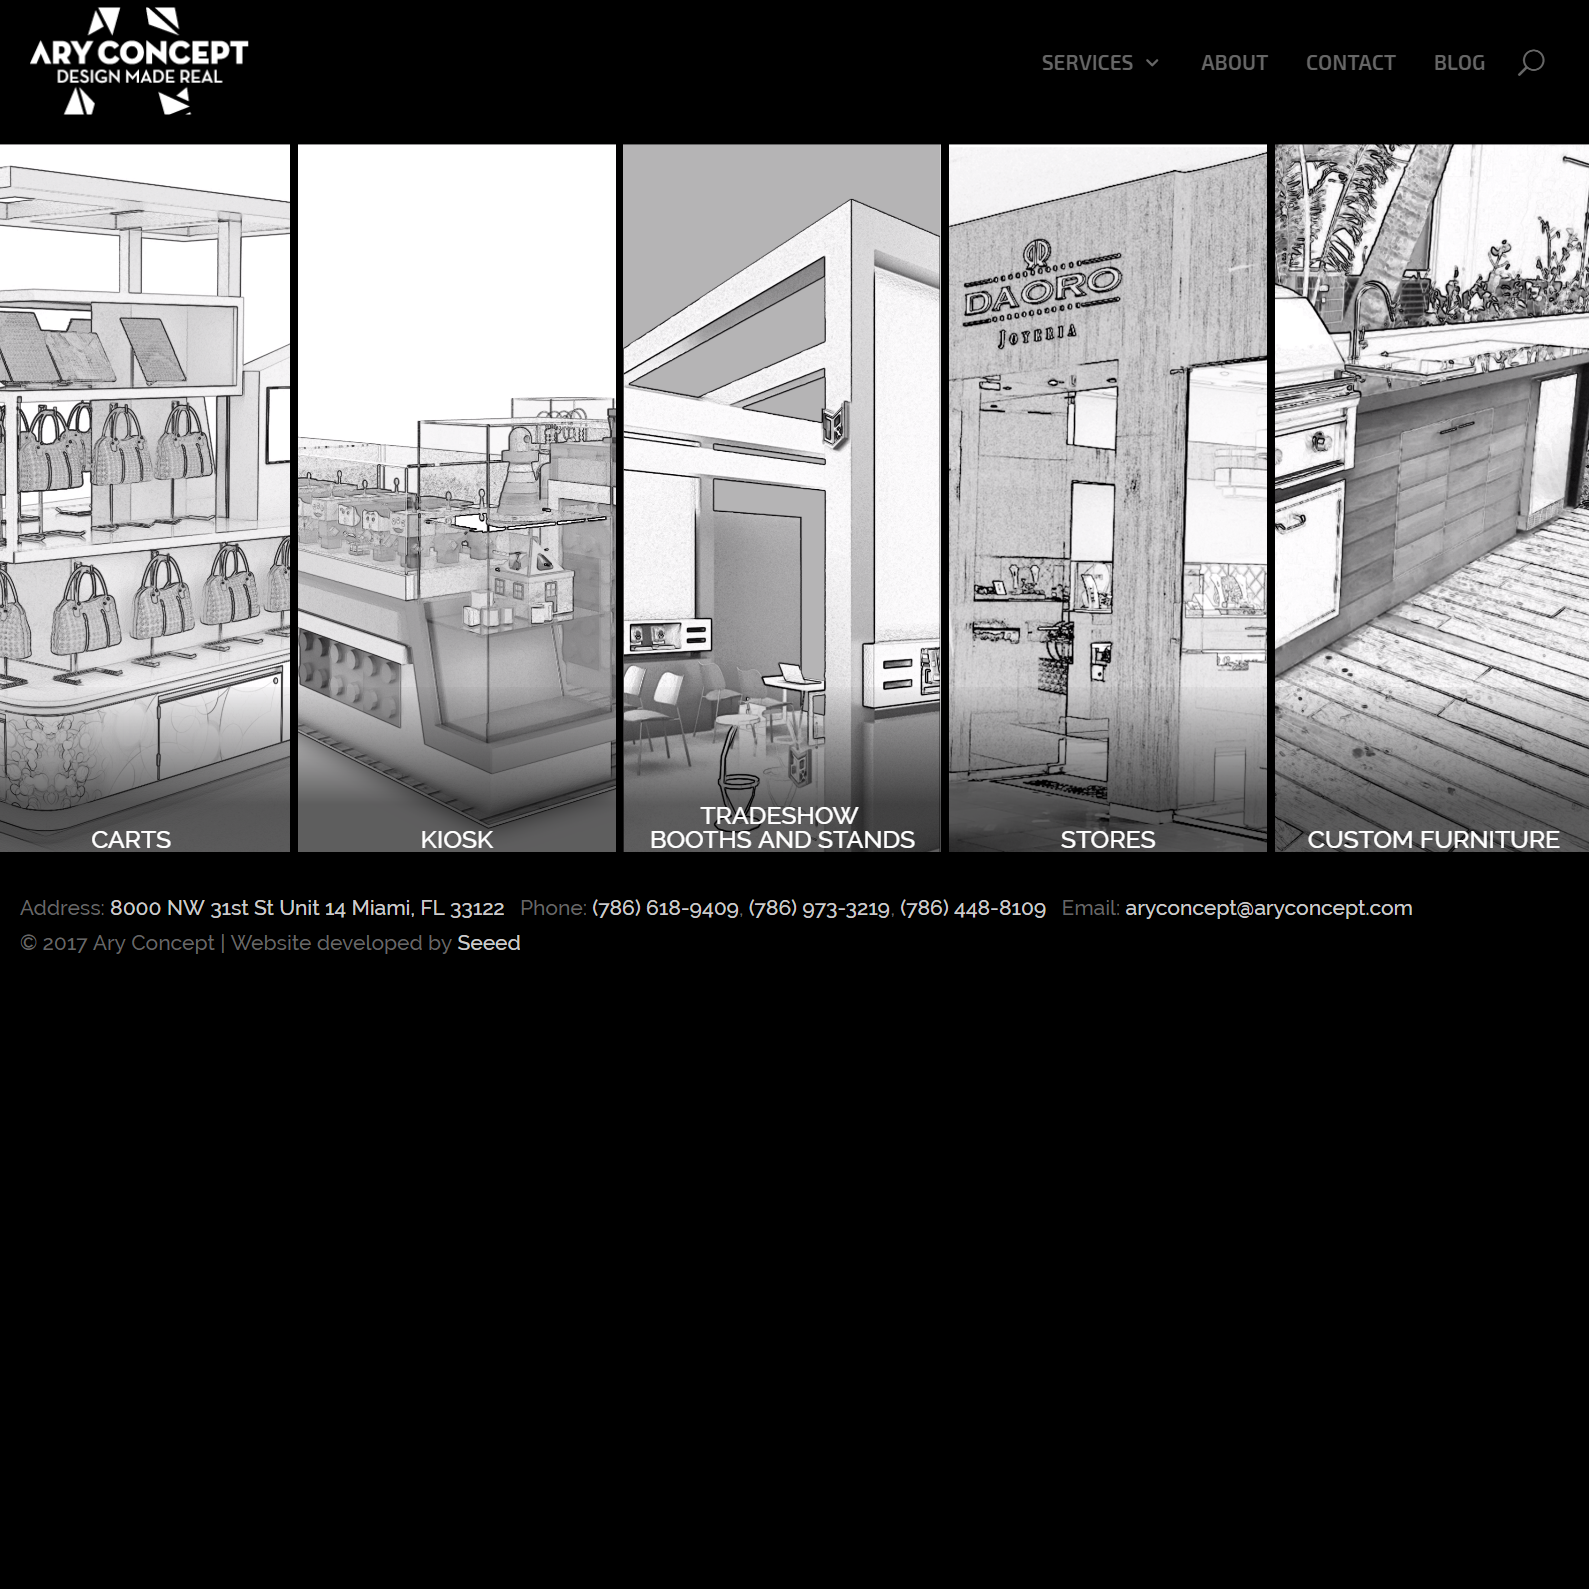 ARY CONCEPT
DESIGN MADE REAL
SERVICES
ABOUT
CONTACT
BLOG
DAORO
JOYERIA
CARTS
KIOSK
TRADESHOW
BOOTHS AND STANDS
STORES
CUSTOM FURNITURE
Address: 8000 NW 31st St Unit 14 Miami, FL 33122 Phone: (786) 618-9409, (786) 973-3219, (786) 448-8109 Email: aryconcept@aryconcept.com
© 2017 Ary Concept | Website developed by Seeed